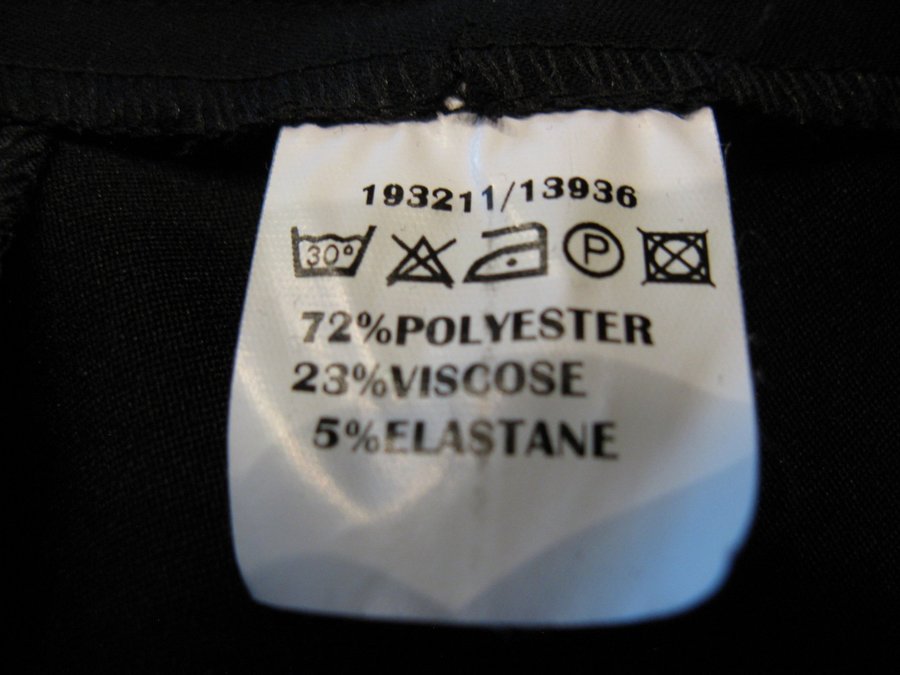 193211/13936
30° P
72%POLYESTER
23%VISCOSE
5%ELASTANE